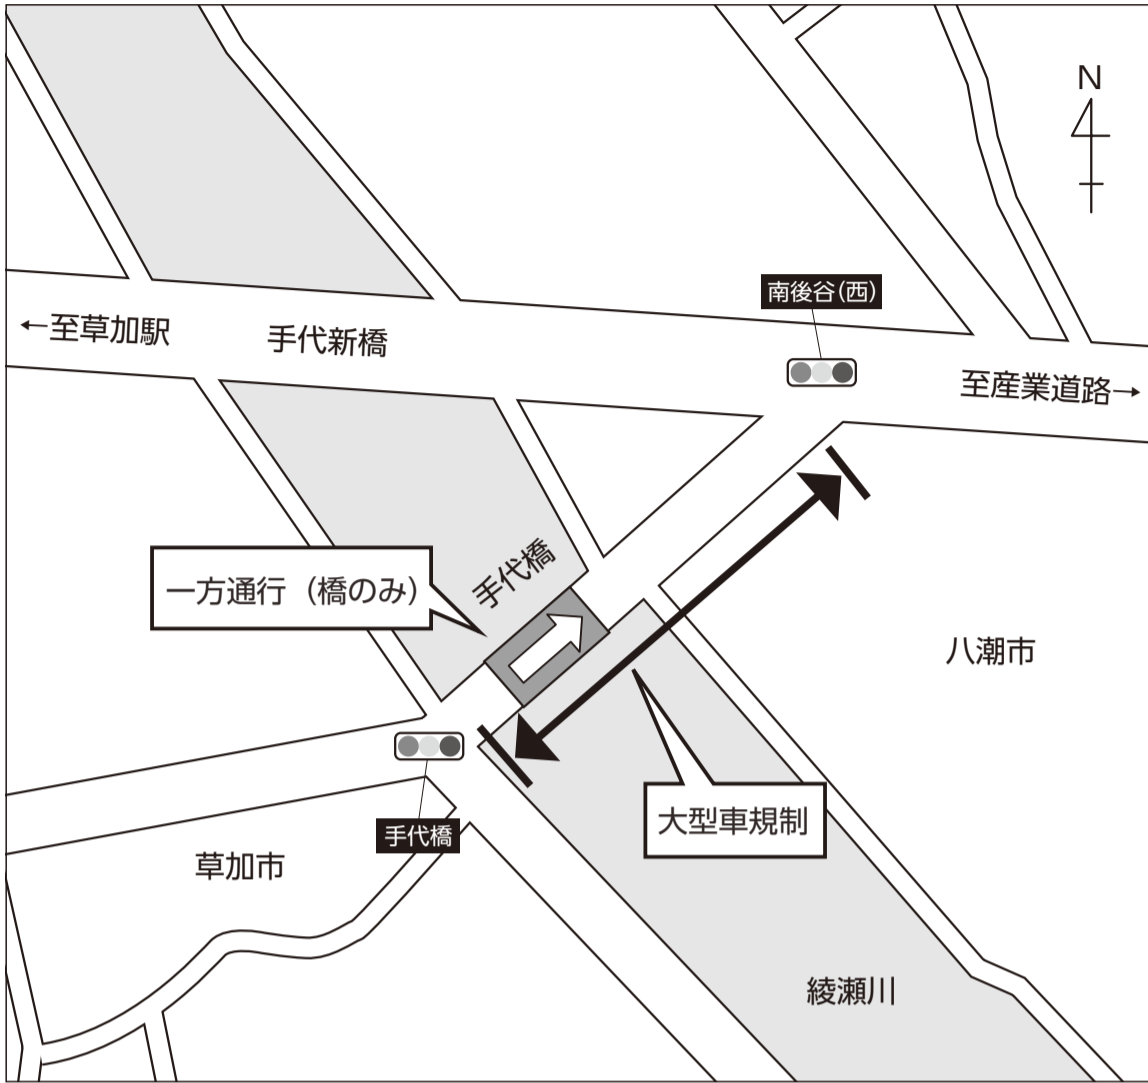 N
南後谷(西)
←至草加駅
手代新橋
至産業道路→
手代橋
一方通行（橋のみ）
八潮市
大型車規制
手代橋
草加市
綾瀬川